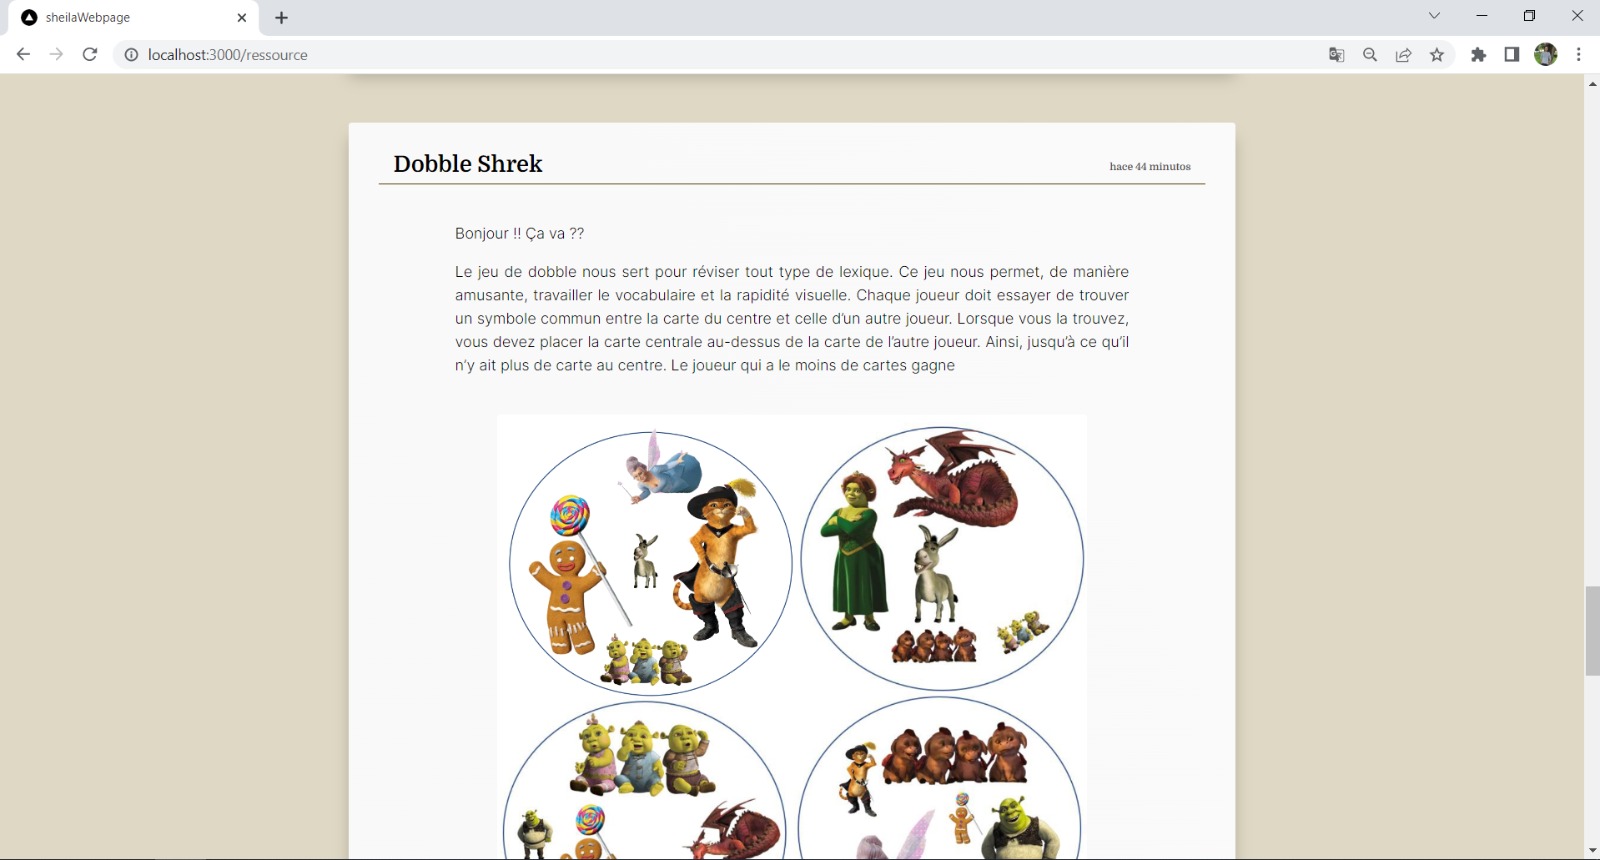 sheilaWebpage
localhost:3000/ressource
Dobble Shrek
hace 44 minutos
Bonjour !! Ça va ??
Le jeu de dobble nous sert pour réviser tout type de lexique. Ce jeu nous permet, de manière
amusante, travailler le vocabulaire et la rapidité visuelle. Chaque joueur doit essayer de trouver
un symbole commun entre la carte du centre et celle d'un autre joueur. Lorsque vous la trouvez,
vous devez placer la carte centrale au-dessus de la carte de l'autre joueur. Ainsi, jusqu'à ce qu'il
n'y ait plus de carte au centre. Le joueur qui a le moins de cartes gagne